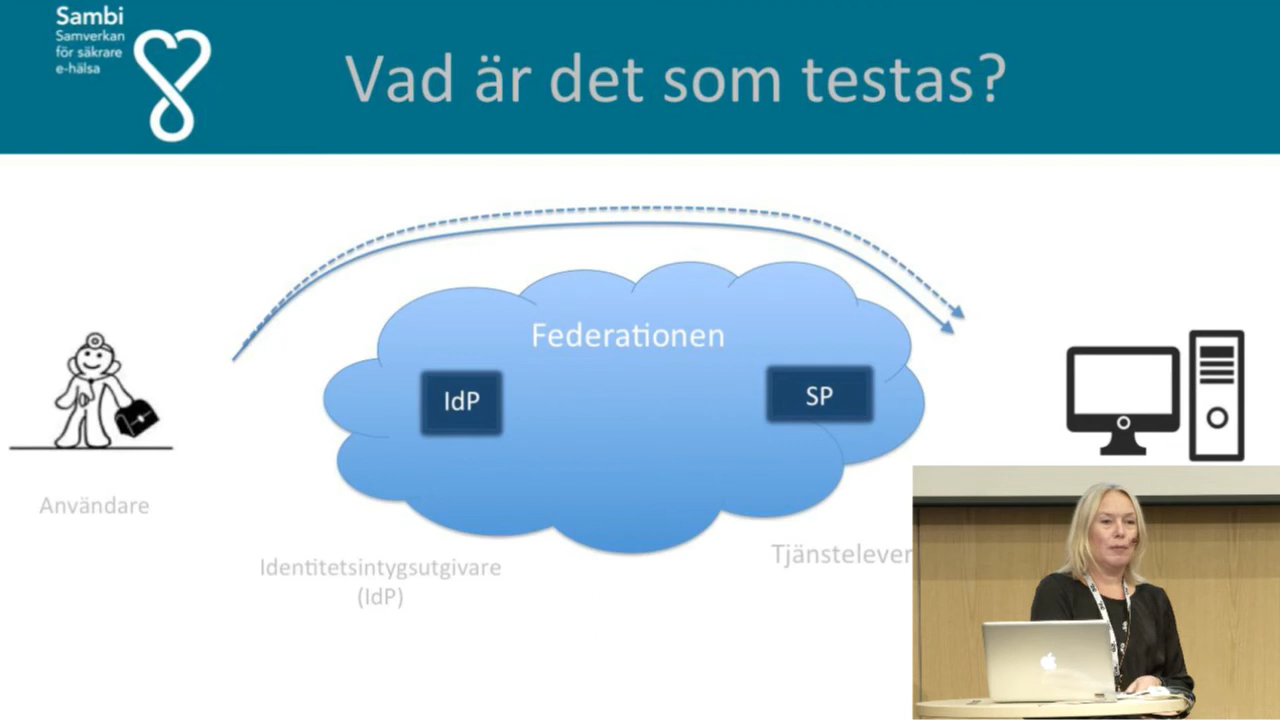 Sambi
Samverkan
för säkrare
e-hälsa
Vad är det som testas?
Federationen
IdP
SP
Användare
Identitetsintygsutgivare
(IdP)
Tjänstelever